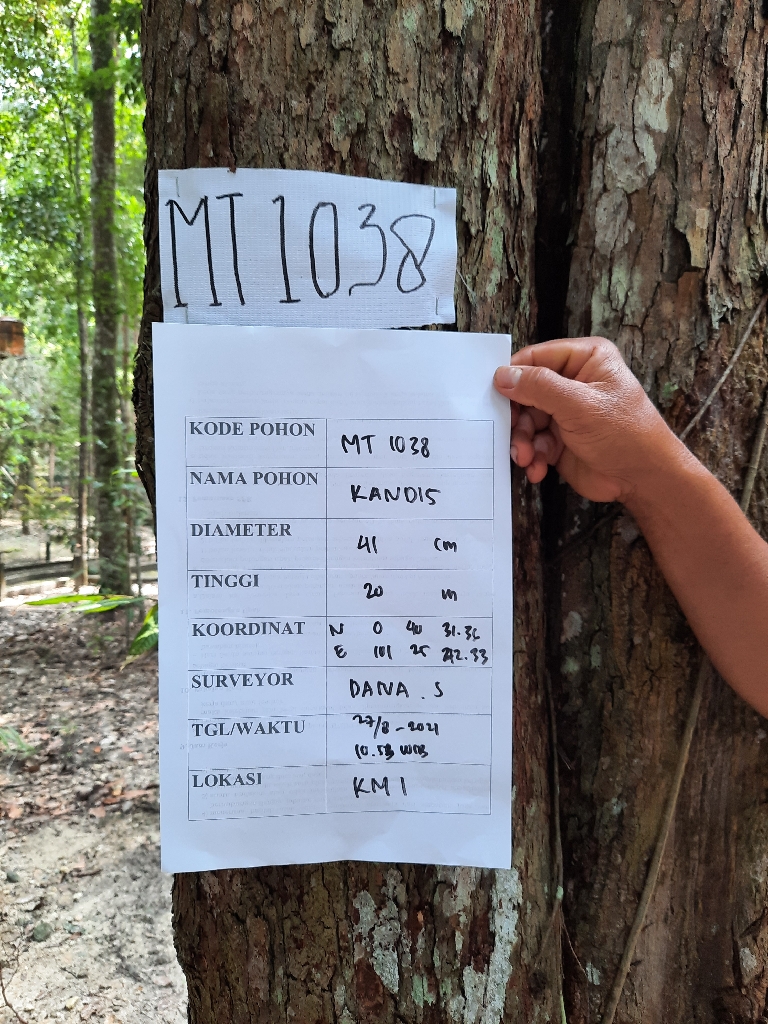 MT 1038
KODE POHON MT 1038
NAMA POHON KANDIS
DIAMETER 41 cm
TINGGI 20 m
KOORDINAT N 0 40 31.36
E 101 25 42.33
SURVEYOR DANA . S
TGL/WAKTU 27/8-2021
10.53 WIB
LOKASI KM 1